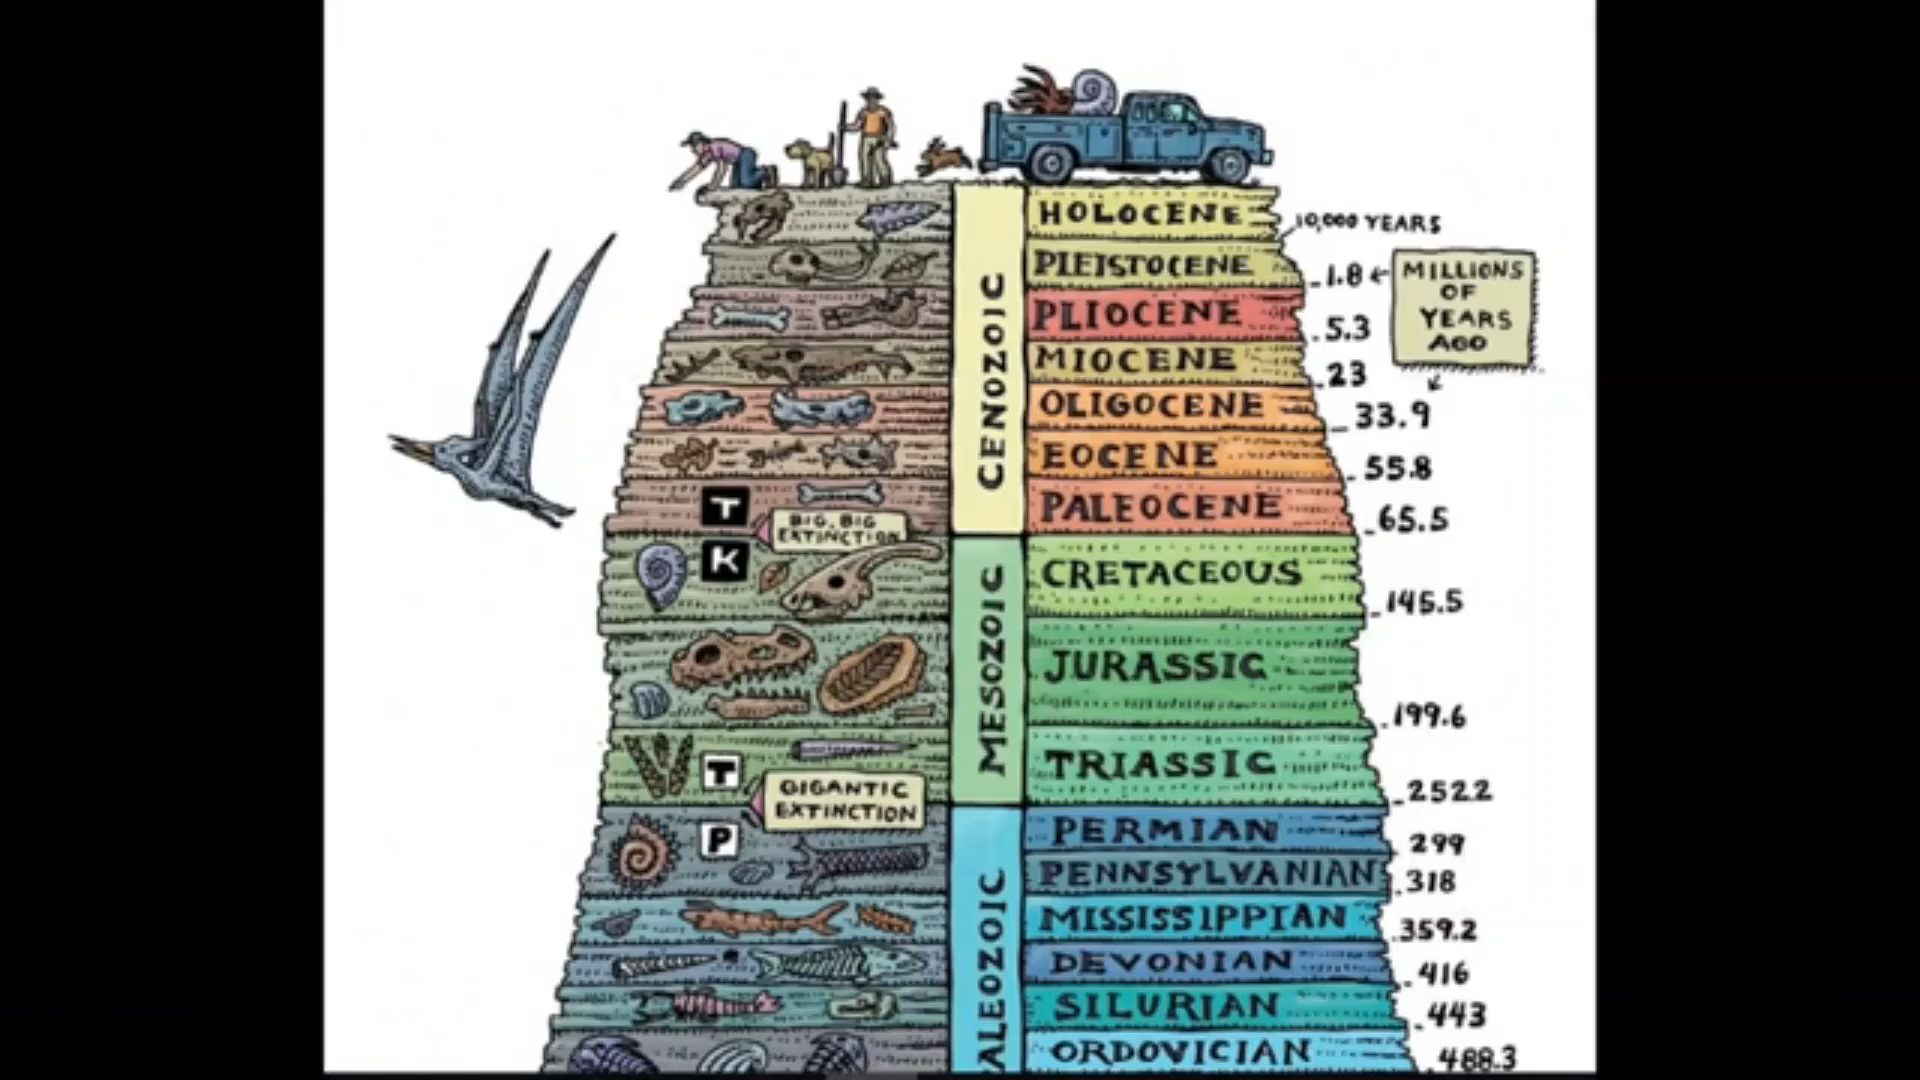 HOLOCENE
10,000 YEARS
PLEISTOCENE
1.8
MILLIONS
OF
YEARS
AGO
PLIOCENE
5.3
MIOCENE
23
OLIGOCENE
33.9
EOCENE
55.8
PALEOCENE
65.5
CENOZOIC
T
BIG, BIG
EXTINCTION
K
CRETACEOUS
145.5
JURASSIC
199.6
TRIASSIC
252.2
MESOZOIC
T
GIGANTIC
EXTINCTION
P
PERMIAN
299
PENNSYLVANIAN
318
MISSISSIPPIAN
359.2
DEVONIAN
416
SILURIAN
443
ORDOVICIAN
488.3
ALEOZOIC